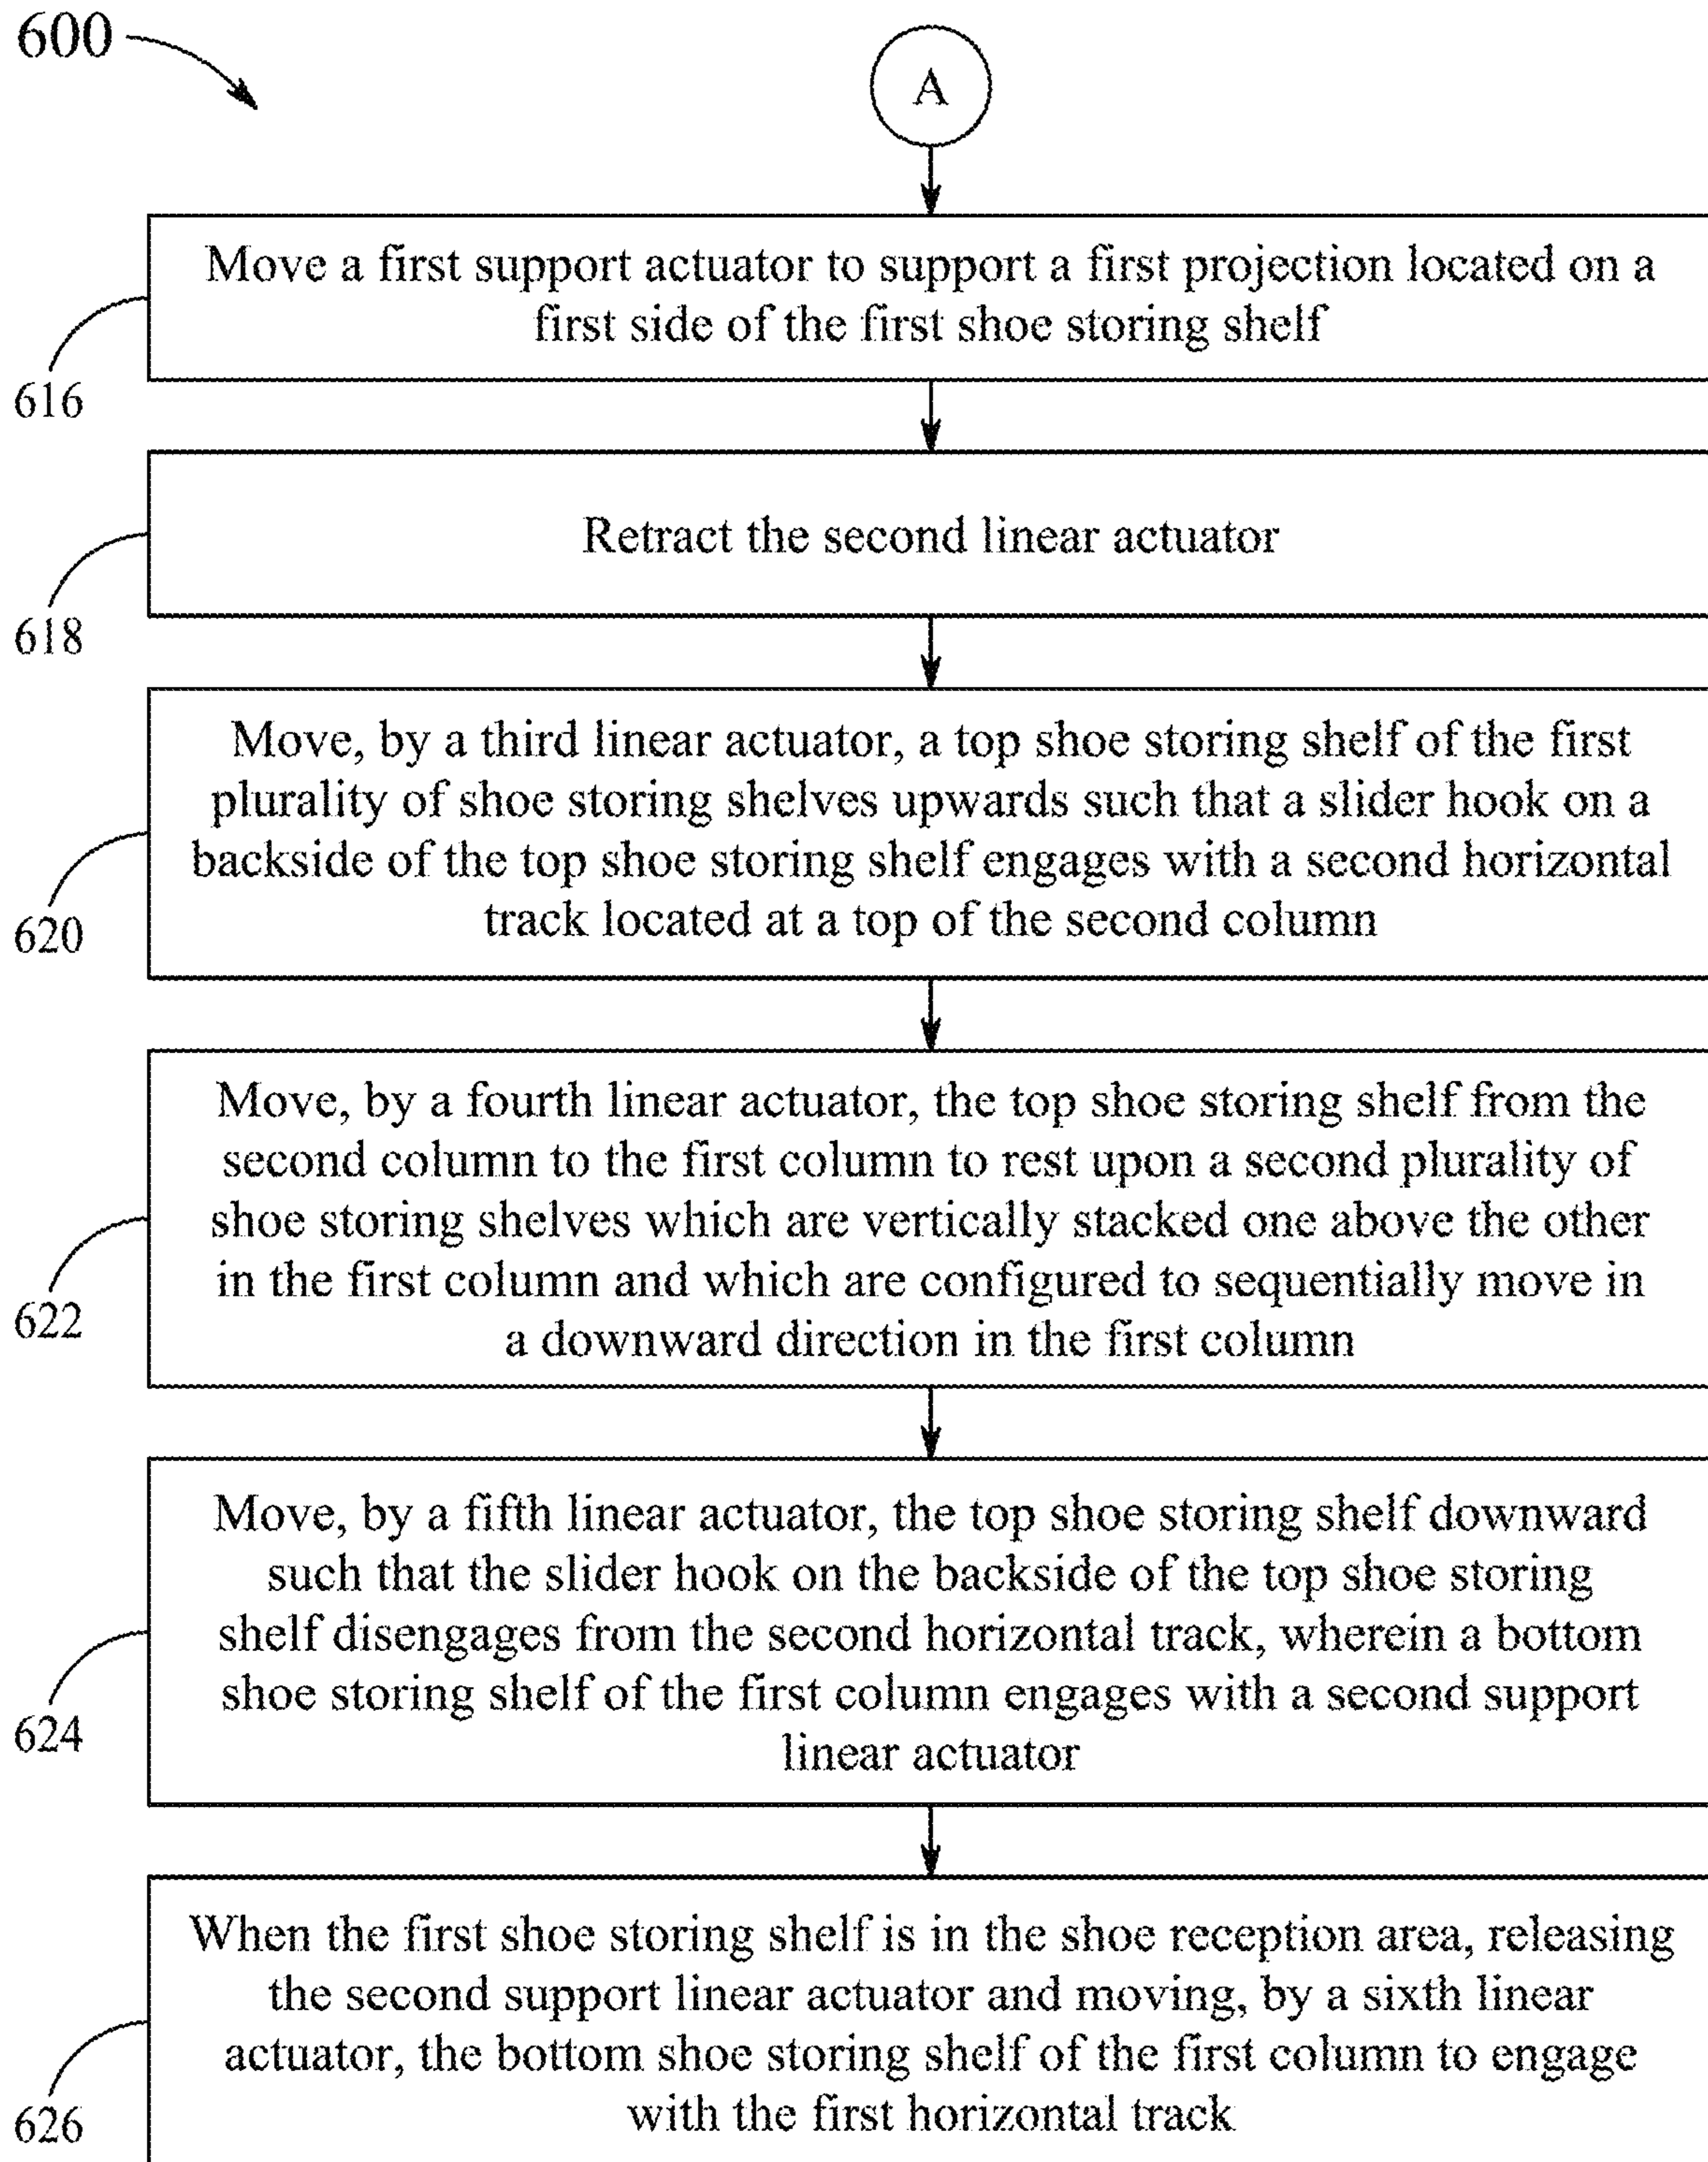 600
A
Move a first support actuator to support a first projection located on a
first side of the first shoe storing shelf
616
Retract the second linear actuator
618
Move, by a third linear actuator, a top shoe storing shelf of the first
plurality of shoe storing shelves upwards such that a slider hook on a
backside of the top shoe storing shelf engages with a second horizontal
track located at a top of the second column
620
Move, by a fourth linear actuator, the top shoe storing shelf from the
second column to the first column to rest upon a second plurality of
shoe storing shelves which are vertically stacked one above the other
in the first column and which are configured to sequentially move in
a downward direction in the first column
622
Move, by a fifth linear actuator, the top shoe storing shelf downward
such that the slider hook on the backside of the top shoe storing
shelf disengages from the second horizontal track, wherein a bottom
shoe storing shelf of the first column engages with a second support
linear actuator
624
When the first shoe storing shelf is in the shoe reception area, releasing
the second support linear actuator and moving, by a sixth linear
actuator, the bottom shoe storing shelf of the first column to engage
with the first horizontal track
626